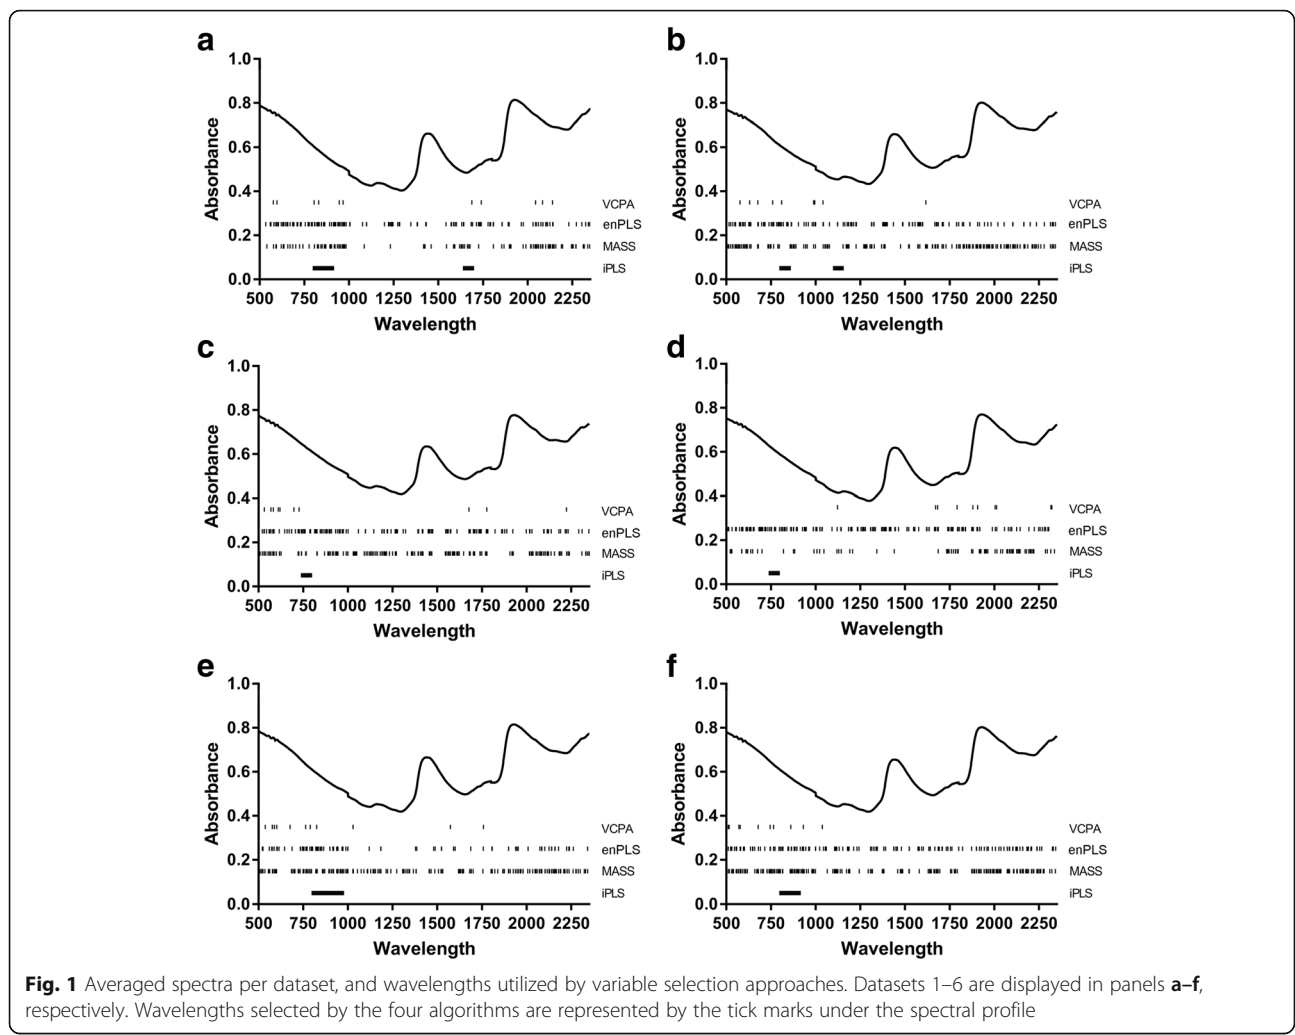 a
1.0
0.8
0.6
0.4
0.2
0.0
Absorbance
VCPA
enPLS
MASS
iPLS
500 750 1000 1250 1500 1750 2000 2250
Wavelength
b
1.0
0.8
0.6
0.4
0.2
0.0
Absorbance
VCPA
enPLS
MASS
iPLS
500 750 1000 1250 1500 1750 2000 2250
Wavelength
c
1.0
0.8
0.6
0.4
0.2
0.0
Absorbance
VCPA
enPLS
MASS
iPLS
500 750 1000 1250 1500 1750 2000 2250
Wavelength
d
1.0
0.8
0.6
0.4
0.2
0.0
Absorbance
VCPA
enPLS
MASS
iPLS
500 750 1000 1250 1500 1750 2000 2250
Wavelength
e
1.0
0.8
0.6
0.4
0.2
0.0
Absorbance
VCPA
enPLS
MASS
iPLS
500 750 1000 1250 1500 1750 2000 2250
Wavelength
f
1.0
0.8
0.6
0.4
0.2
0.0
Absorbance
VCPA
enPLS
MASS
iPLS
500 750 1000 1250 1500 1750 2000 2250
Wavelength
Fig. 1 Averaged spectra per dataset, and wavelengths utilized by variable selection approaches. Datasets 1–6 are displayed in panels a–f,
respectively. Wavelengths selected by the four algorithms are represented by the tick marks under the spectral profile